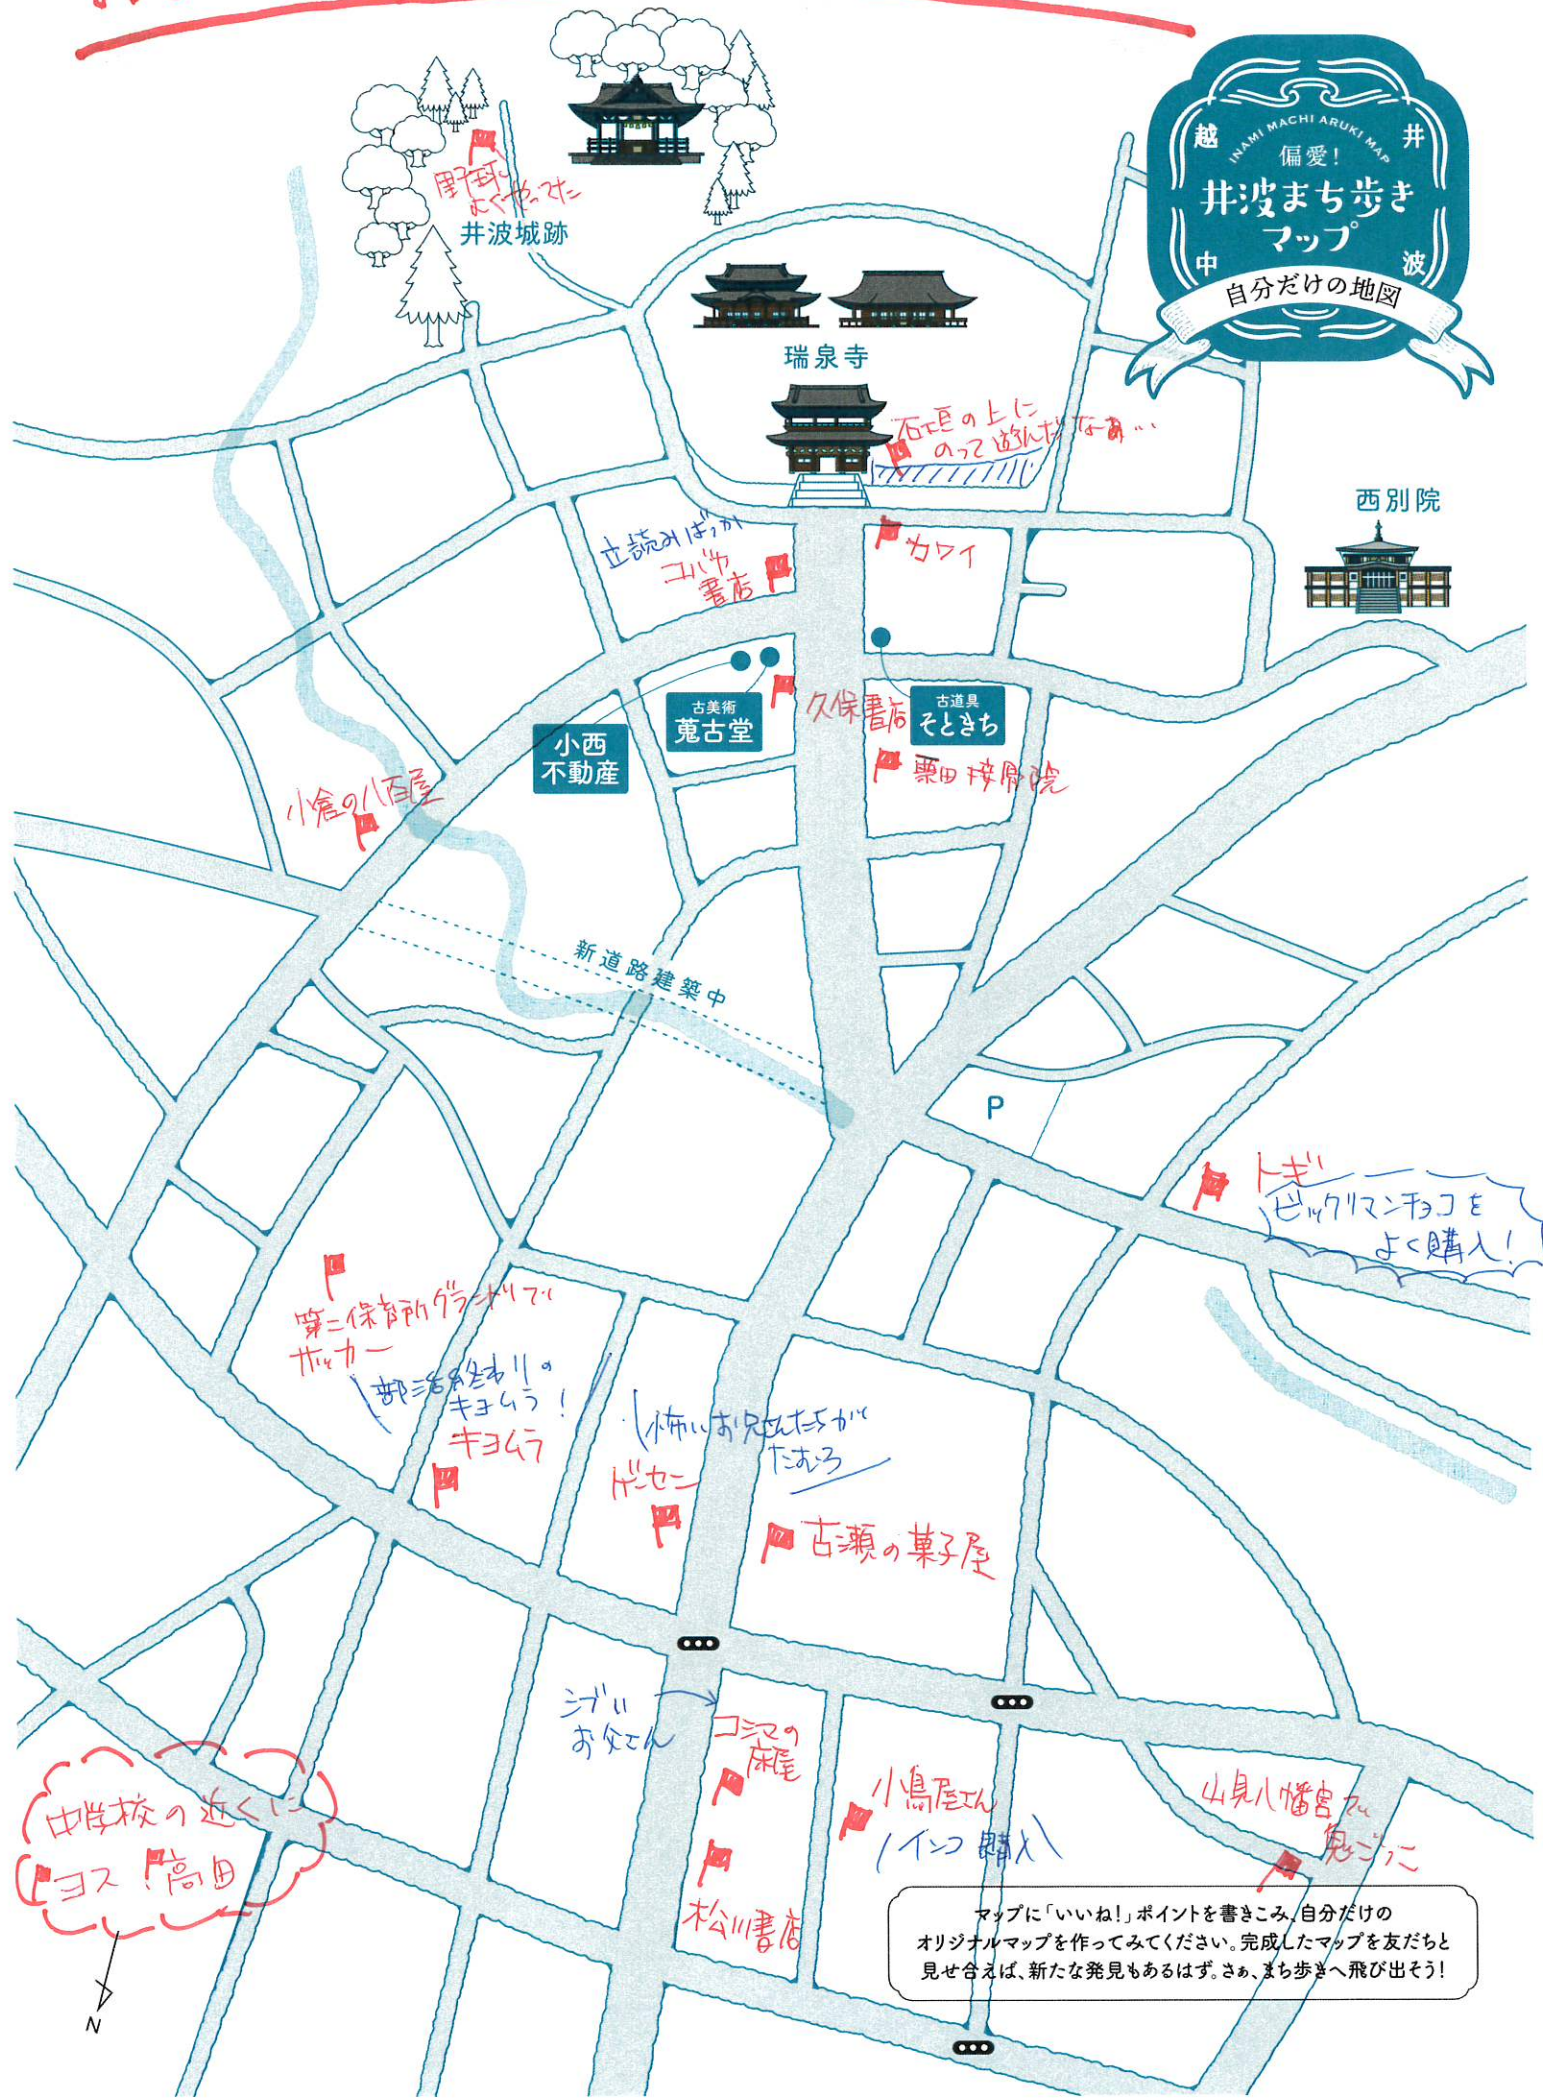 越 井
INAMI MACHI ARUKI MAP
偏愛!
井波まち歩き
マップ
中 波
自分だけの地図
野球
よくやってた
井波城跡
瑞泉寺
石垣の上に
のって遊んだなぁ…
西別院
立読みばっか
コバヤ
書店
カワイ
古美術
蒐古堂
久保書店
古道具
そときち
小西
不動産
栗田接骨院
小倉の八百屋
新道路建築中
P
トギ
ビックリマンチョコを
よく購入!
第二保育所グランドで
サッカー
部活終わりの
キヨムラ!
キヨムラ
怖いお兄さんたちが
たむろ
ゲーセン
古瀬の菓子屋
シブい
お父さん
コシマの
床屋
小鳥屋さん
インコ購入
山見八幡宮で
鬼ごっこ
中学校の近くに
ヨス 高田
松川書店
マップに「いいね!」ポイントを書きこみ、自分だけの
オリジナルマップを作ってみてください。完成したマップを友だちと
見せ合えば、新たな発見もあるはず。さぁ、まち歩きへ飛び出そう!
N